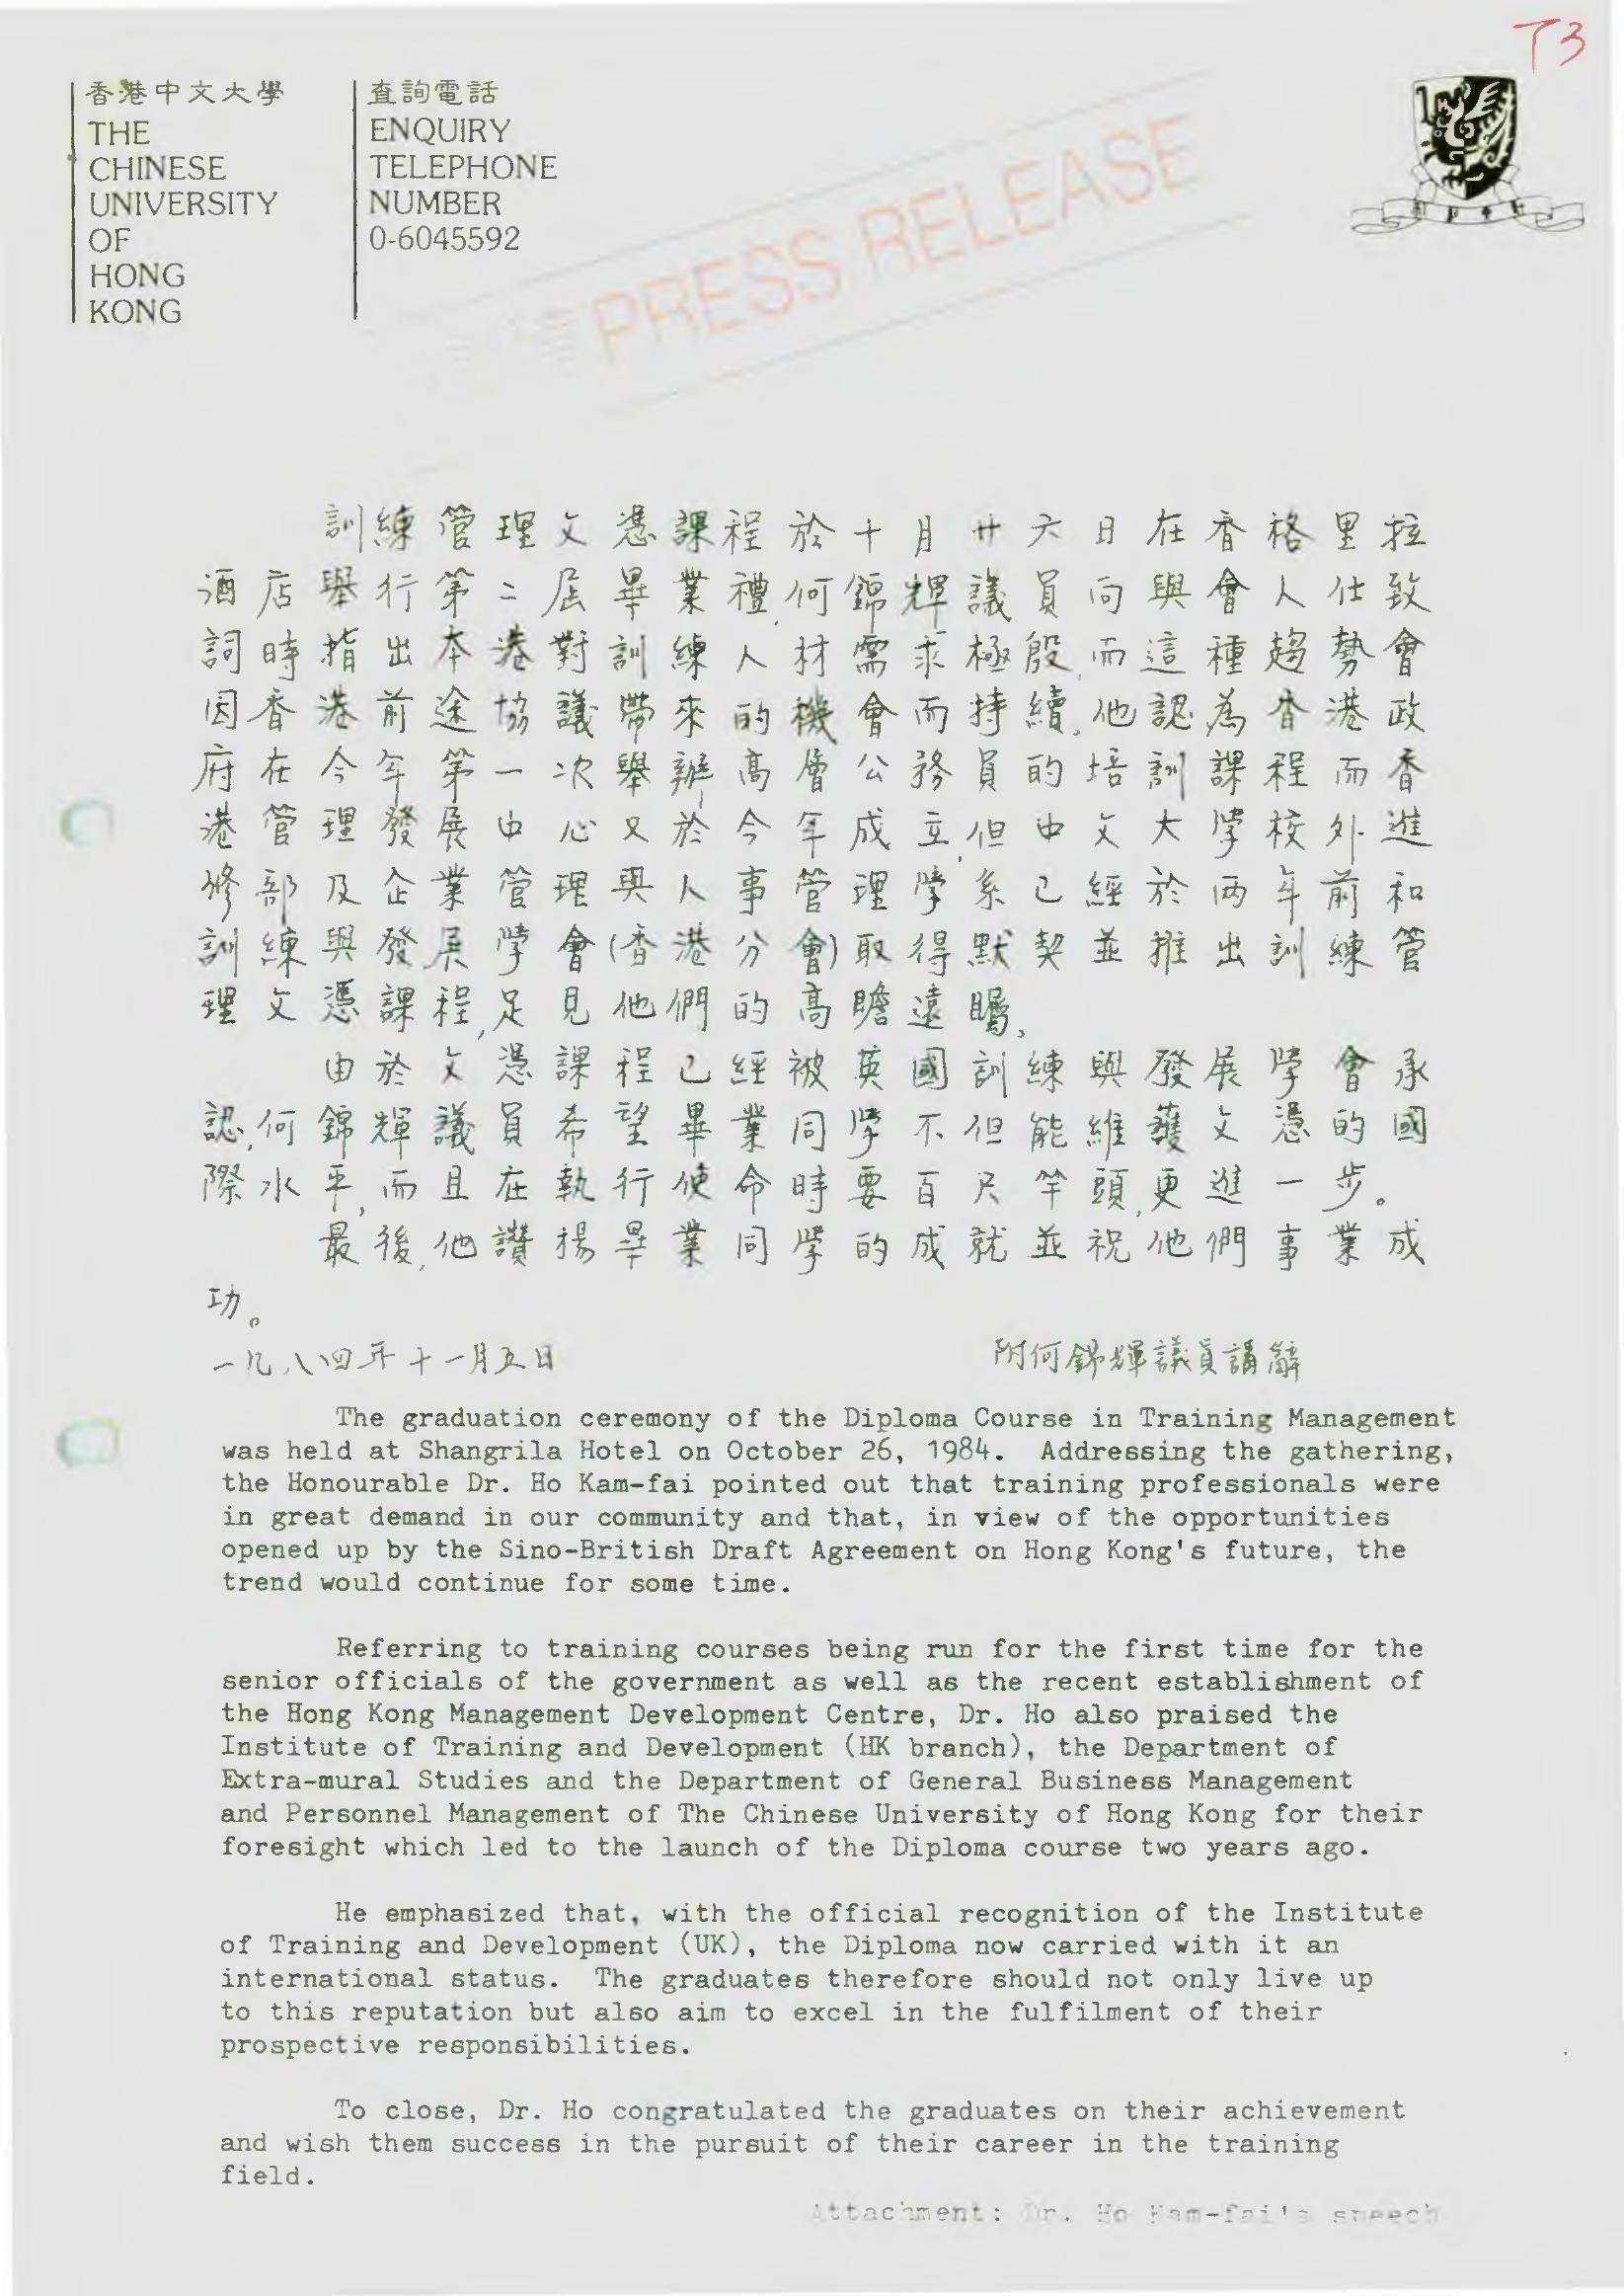 T3
香港中文大學
THE
CHINESE
UNIVERSITY
OF
HONG
KONG
查詢電話
ENQUIRY
TELEPHONE
NUMBER
0-6045592
PRESS RELEASE
訓練管理文憑課程於十月廿六日在香格里拉
酒店舉行第二屆畢業禮,何錦輝議員向與會人仕致
詞時指出本港對訓練人材需求極殷,而這種趨勢會
因香港前途協議帶來的機會而持續,他認為香港政
府在今年第一次舉辦高層公務員的培訓課程而香
港管理發展中心又於今年成立,但中文大學校外進
修部及企業管理與人事管理學系已經於兩年前和
訓練與發展學會(香港分會)取得默契並推出訓練管
理文憑課程,足見他們的高瞻遠矚。
由於文憑課程已經被英國訓練與發展學會承
認,何錦輝議員希望畢業同學不但能維護文憑的國
際水平,而且在執行使命時要百尺竿頭,更進一步。
最後,他讚揚畢業同學的成就並祝他們事業成
功。
一九八四年十一月五日
附何錦輝議員講辭
The graduation ceremony of the Diploma Course in Training Management
was held at Shangrila Hotel on October 26, 1984. Addressing the gathering,
the Honourable Dr. Ho Kam-fai pointed out that training professionals were
in great demand in our community and that, in view of the opportunities
opened up by the Sino-British Draft Agreement on Hong Kong's future, the
trend would continue for some time.
Referring to training courses being run for the first time for the
senior officials of the government as well as the recent establishment of
the Hong Kong Management Development Centre, Dr. Ho also praised the
Institute of Training and Development (HK branch), the Department of
Extra-mural Studies and the Department of General Business Management
and Personnel Management of The Chinese University of Hong Kong for their
foresight which led to the launch of the Diploma course two years ago.
He emphasized that, with the official recognition of the Institute
of Training and Development (UK), the Diploma now carried with it an
international status. The graduates therefore should not only live up
to this reputation but also aim to excel in the fulfilment of their
prospective responsibilities.
To close, Dr. Ho congratulated the graduates on their achievement
and wish them success in the pursuit of their career in the training
field.
Attachment: Dr. Ho Kam-fai's speech